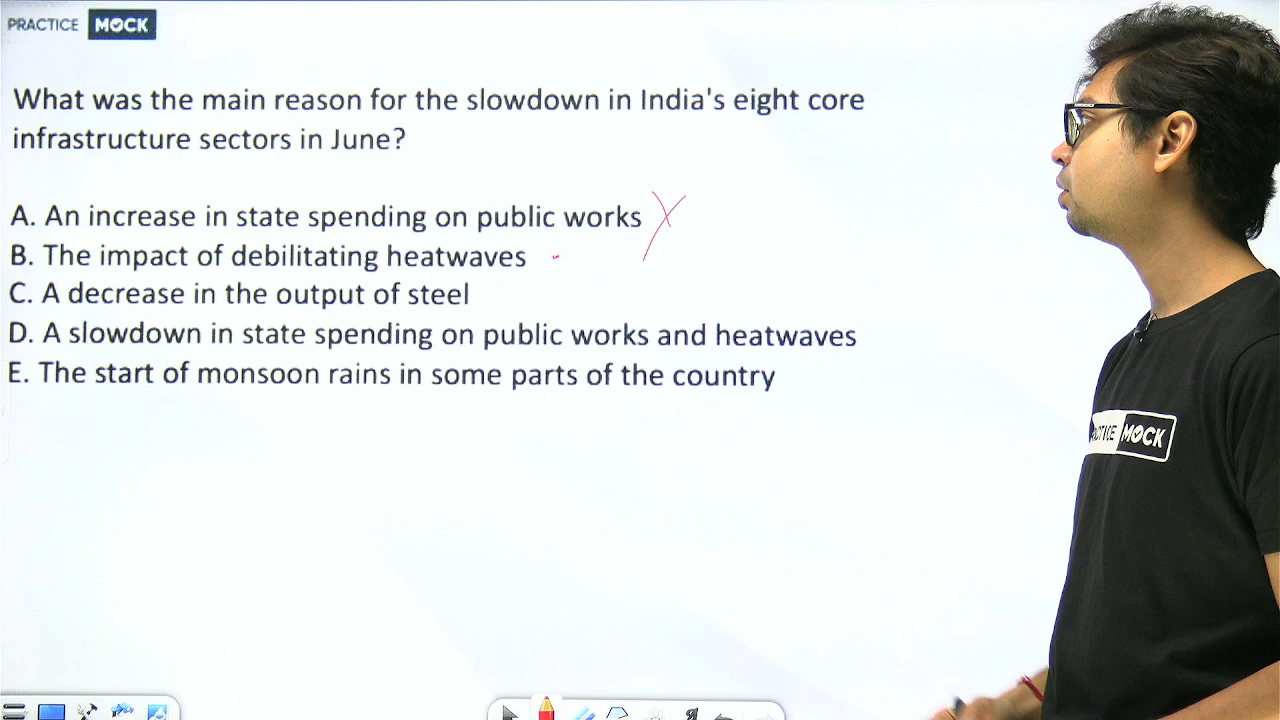 PRACTICE MOCK
What was the main reason for the slowdown in India's eight core
infrastructure sectors in June?
A. An increase in state spending on public works
B. The impact of debilitating heatwaves
C. A decrease in the output of steel
D. A slowdown in state spending on public works and heatwaves
E. The start of monsoon rains in some parts of the country
MOCK